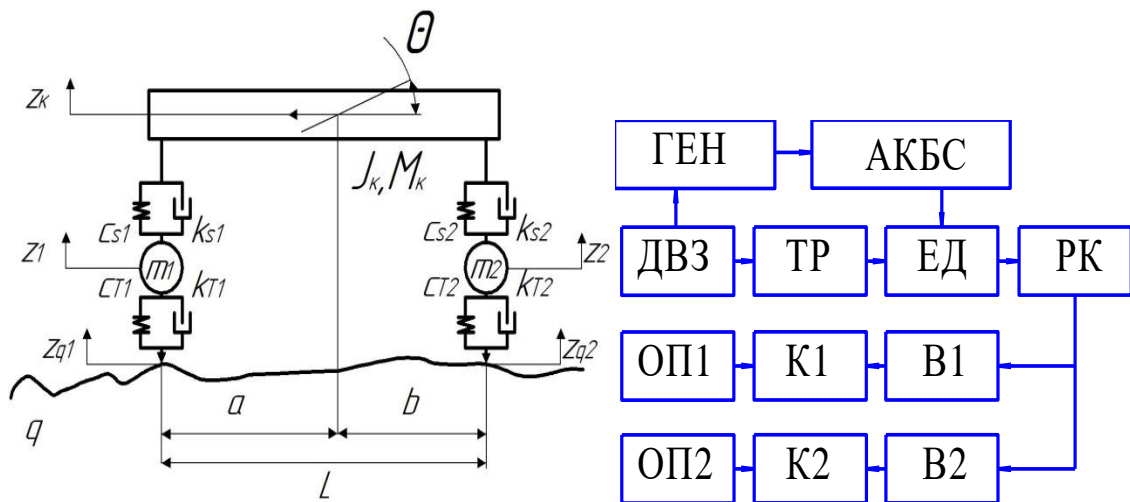 θ
Zк
Jк, Mк
Cs1 ks1 Cs2 ks2
Z1 m1 m2 Z2
CT1 kT1 CT2 kT2
Zq1 Zq2
q a b
L
ГЕН АКБС
ДВЗ ТР ЕД РК
ОП1 К1 В1
ОП2 К2 В2